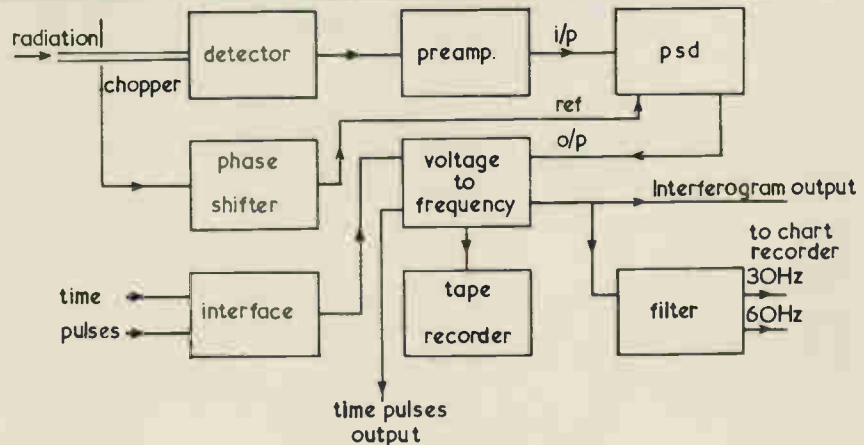 radiation
detector
preamp.
i/p
psd
chopper
ref
o/p
phase
shifter
voltage
to
frequency
Interferogram output
to chart
recorder
30Hz
60Hz
time
pulses
interface
tape
recorder
filter
time pulses
output